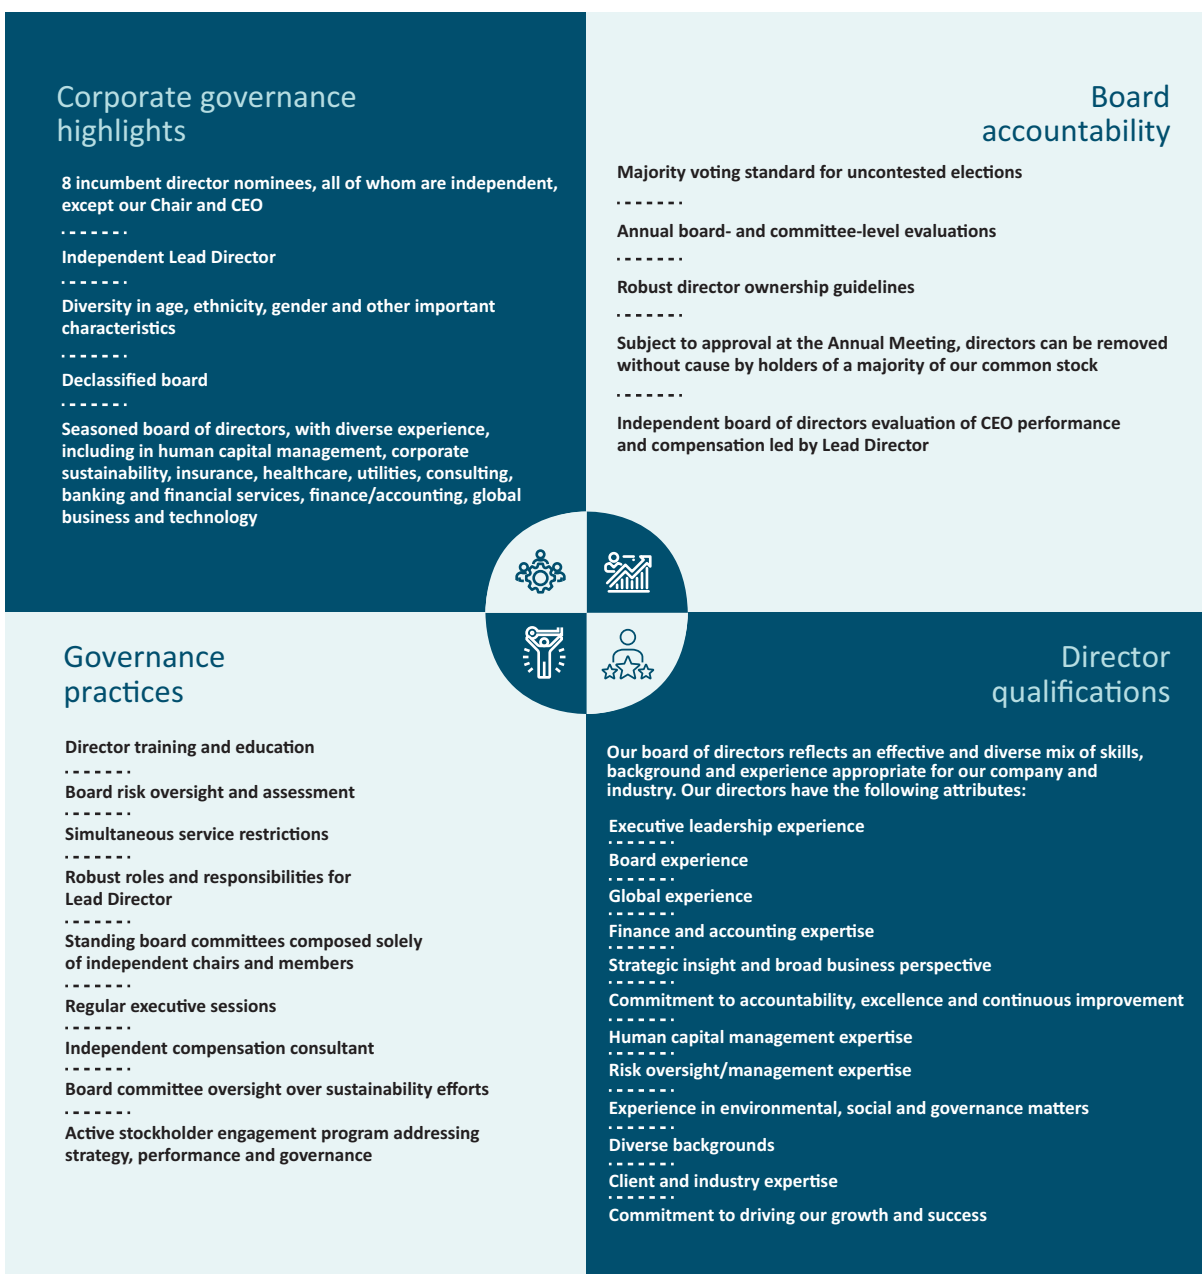 Corporate governance
highlights
8 incumbent director nominees, all of whom are independent,
except our Chair and CEO
Independent Lead Director
Diversity in age, ethnicity, gender and other important
characteristics
Declassified board
Seasoned board of directors, with diverse experience,
including in human capital management, corporate
sustainability, insurance, healthcare, utilities, consulting,
banking and financial services, finance/accounting, global
business and technology
Board
accountability
Majority voting standard for uncontested elections
Annual board- and committee-level evaluations
Robust director ownership guidelines
Subject to approval at the Annual Meeting, directors can be removed
without cause by holders of a majority of our common stock
Independent board of directors evaluation of CEO performance
and compensation led by Lead Director
Governance
practices
Director training and education
Board risk oversight and assessment
Simultaneous service restrictions
Robust roles and responsibilities for
Lead Director
Standing board committees composed solely
of independent chairs and members
Regular executive sessions
Independent compensation consultant
Board committee oversight over sustainability efforts
Active stockholder engagement program addressing
strategy, performance and governance
Director
qualifications
Our board of directors reflects an effective and diverse mix of skills,
background and experience appropriate for our company and
industry. Our directors have the following attributes:
Executive leadership experience
Board experience
Global experience
Finance and accounting expertise
Strategic insight and broad business perspective
Commitment to accountability, excellence and continuous improvement
Human capital management expertise
Risk oversight/management expertise
Experience in environmental, social and governance matters
Diverse backgrounds
Client and industry expertise
Commitment to driving our growth and success